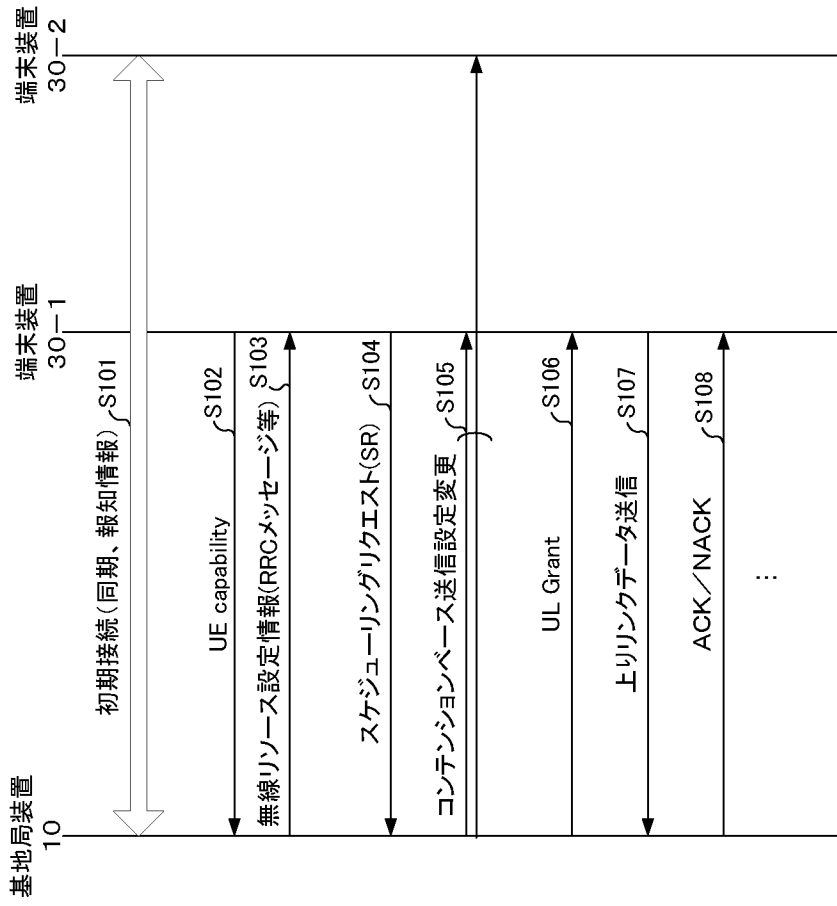 基地局装置
10
端末装置
30−1
端末装置
30−2
初期接続(同期、報知情報)
S101
UE capability
S102
無線リソース設定情報(RRCメッセージ等)
S103
スケジューリングリクエスト(SR)
S104
コンテンションベース送信設定変更
S105
UL Grant
S106
上りリンクデータ送信
S107
ACK/NACK
S108
…